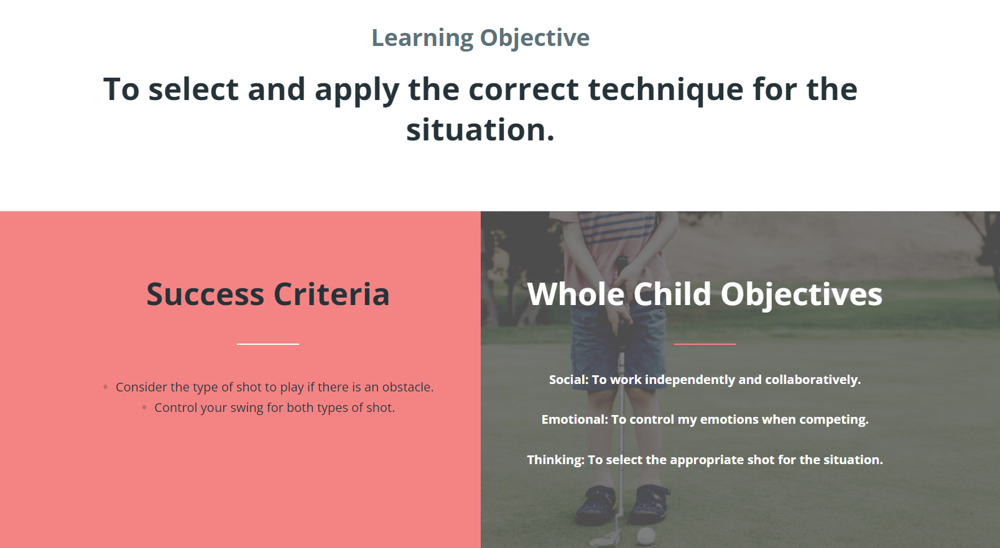 Learning Objective
To select and apply the correct technique for the
situation.
Success Criteria
• Consider the type of shot to play if there is an obstacle.
• Control your swing for both types of shot.
Whole Child Objectives
Social: To work independently and collaboratively.
Emotional: To control my emotions when competing.
Thinking: To select the appropriate shot for the situation.